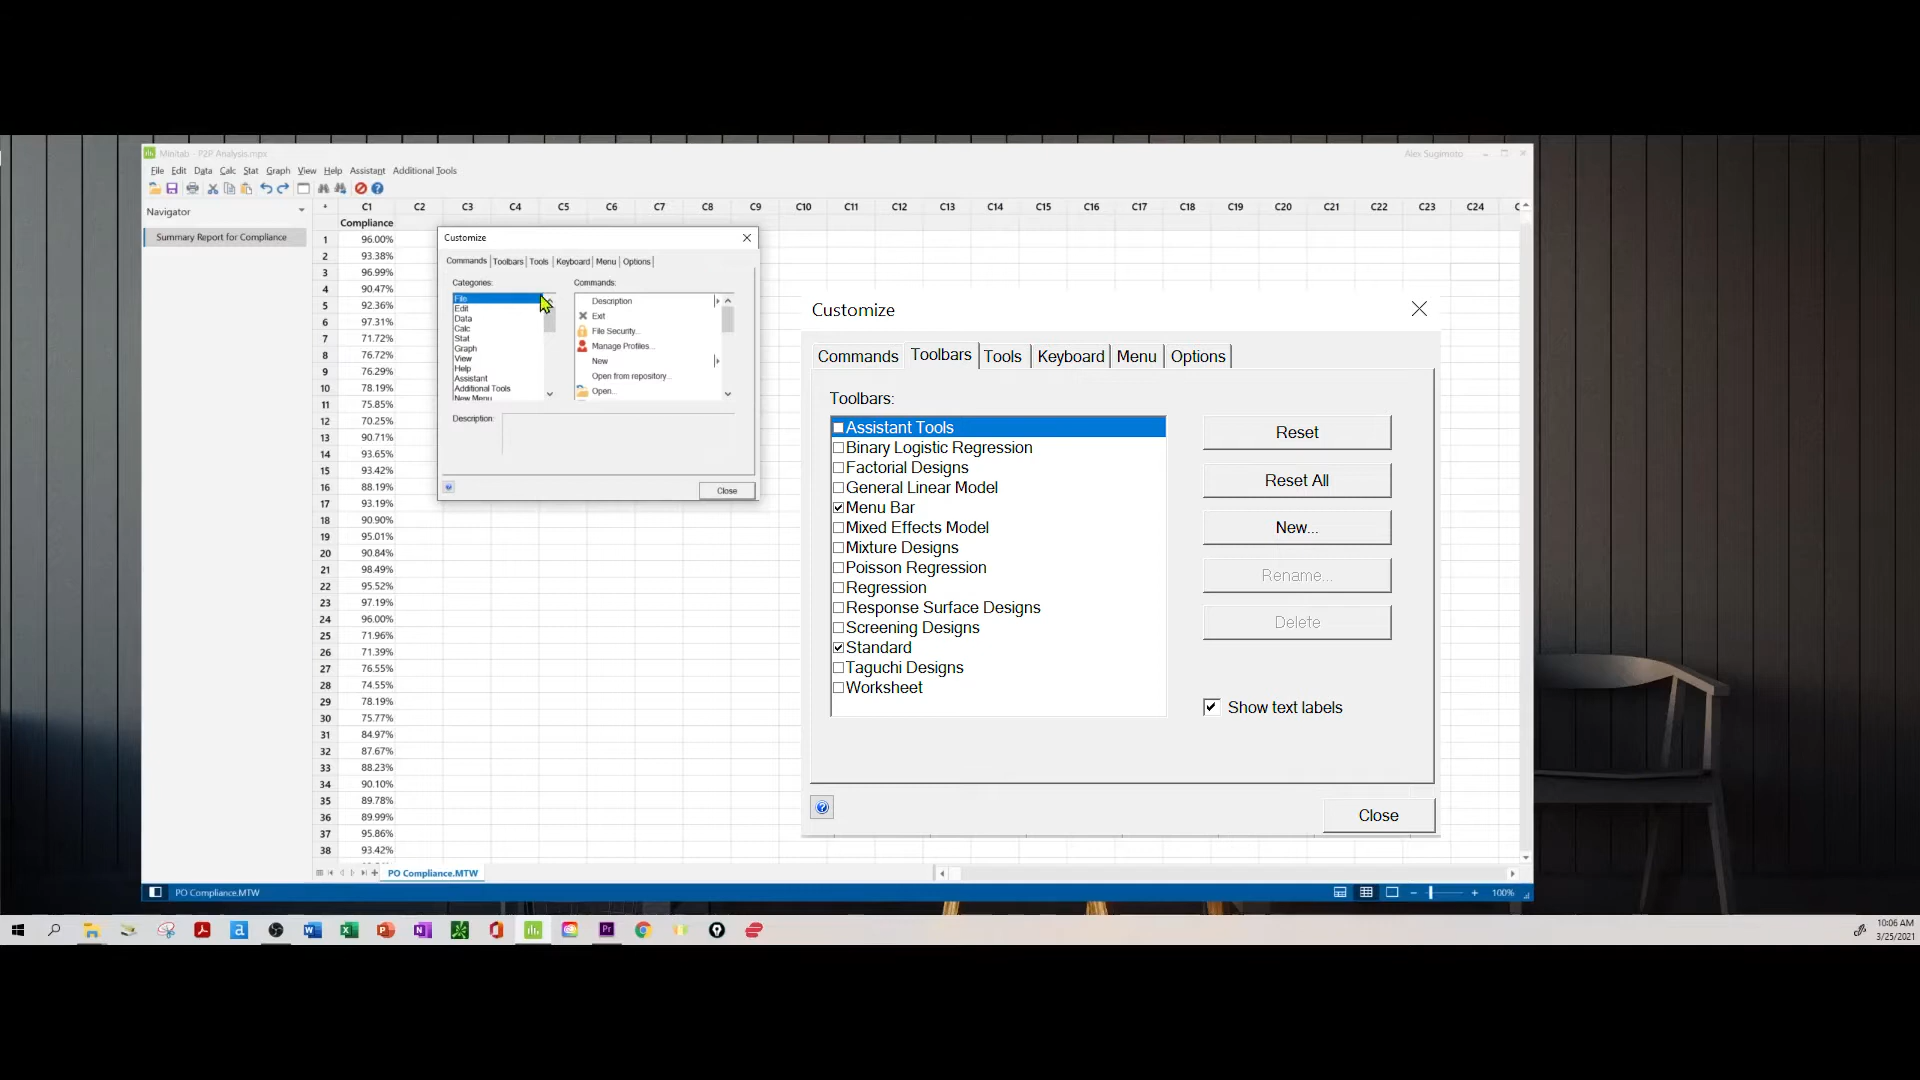 Minitab - P2P Analysis.mpx
Alex Sugimoto
File Edit Data Calc Stat Graph View Help Assistant Additional Tools
Navigator
Summary Report for Compliance
C1 C2 C3 C4 C5 C6 C7 C8 C9 C10 C11 C12 C13 C14 C15 C16 C17 C18 C19 C20 C21 C22 C23 C24 C
Compliance
1 96.00%
2 93.38%
3 96.99%
4 90.47%
5 92.36%
6 97.31%
7 71.72%
8 76.72%
9 76.29%
10 78.19%
11 75.85%
12 70.25%
13 90.71%
14 93.65%
15 93.42%
16 88.19%
17 93.19%
18 90.90%
19 95.01%
20 90.84%
21 98.49%
22 95.52%
23 97.19%
24 96.00%
25 71.96%
26 71.39%
27 76.55%
28 74.55%
29 78.19%
30 75.77%
31 84.97%
32 87.67%
33 88.23%
34 90.10%
35 89.78%
36 89.99%
37 95.86%
38 93.42%
Customize
Commands Toolbars Tools Keyboard Menu Options
Categories:
File
Edit
Data
Calc
Stat
Graph
View
Help
Assistant
Additional Tools
New Menu
Commands:
Description
Exit
File Security...
Manage Profiles...
New
Open from repository...
Open...
Description:
Close
Customize
Commands Toolbars Tools Keyboard Menu Options
Toolbars:
Assistant Tools
Binary Logistic Regression
Factorial Designs
General Linear Model
Menu Bar
Mixed Effects Model
Mixture Designs
Poisson Regression
Regression
Response Surface Designs
Screening Designs
Standard
Taguchi Designs
Worksheet
Reset
Reset All
New...
Rename...
Delete
Show text labels
Close
PO Compliance.MTW
PO Compliance.MTW
100%
10:06 AM
3/25/2021